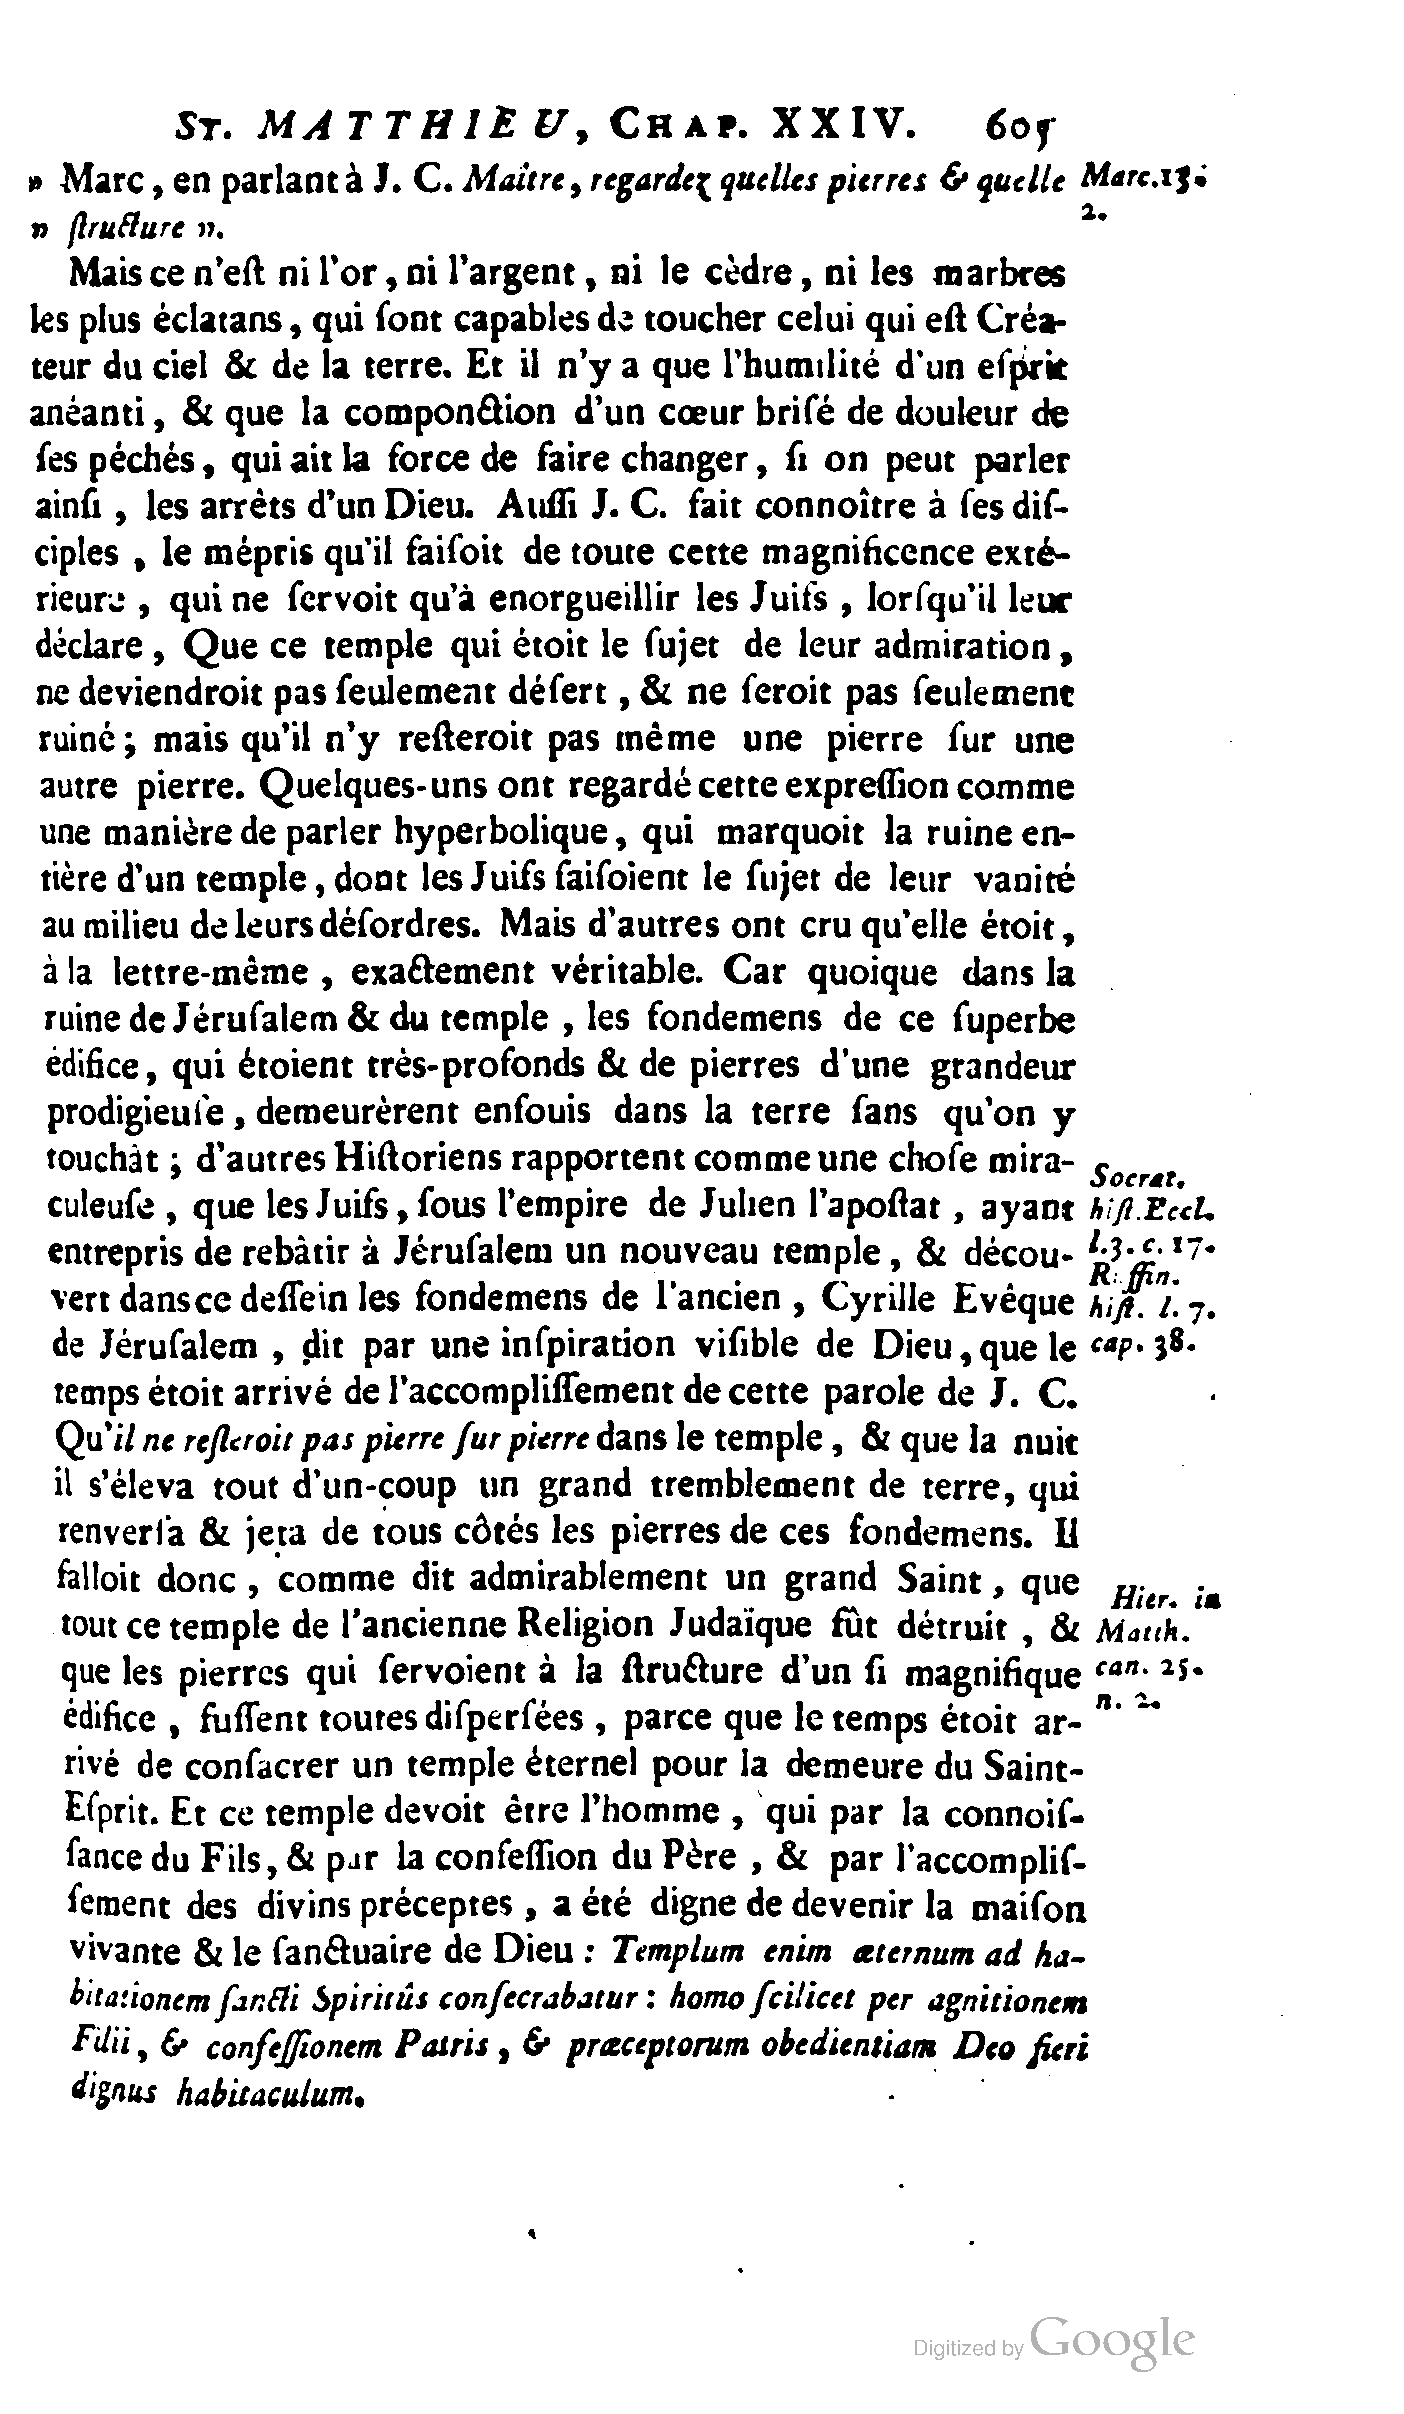 ST. MATTHIEU, CHAP. XXIV. 605
» Marc, en parlant à J. C. Maître, regardez quelles pierres & quelle
» ſtructure ».
Marc. 13.
2.
Mais ce n'eſt ni l'or, ni l'argent, ni le cèdre, ni les marbres
les plus éclatans, qui ſont capables de toucher celui qui eſt Créa-
teur du ciel & de la terre. Et il n'y a que l'humilité d'un eſprit
anéanti, & que la componction d'un cœur briſé de douleur de
ſes péchés, qui ait la force de faire changer, ſi on peut parler
ainſi, les arrêts d'un Dieu. Auſſi J. C. fait connoître à ſes diſ-
ciples, le mépris qu'il faiſoit de toute cette magnificence exté-
rieure, qui ne ſervoit qu'à enorgueillir les Juifs, lorſqu'il leur
déclare, Que ce temple qui étoit le ſujet de leur admiration,
ne deviendroit pas ſeulement déſert, & ne ſeroit pas ſeulement
ruiné; mais qu'il n'y reſteroit pas même une pierre ſur une
autre pierre. Quelques-uns ont regardé cette expreſſion comme
une manière de parler hyperbolique, qui marquoit la ruine en-
tière d'un temple, dont les Juifs faiſoient le ſujet de leur vanité
au milieu de leurs déſordres. Mais d'autres ont cru qu'elle étoit,
à la lettre-même, exactement véritable. Car quoique dans la
ruine de Jéruſalem & du temple, les fondemens de ce ſuperbe
édifice, qui étoient très-profonds & de pierres d'une grandeur
prodigieuſe, demeurèrent enfouis dans la terre ſans qu'on y
touchât; d'autres Hiſtoriens rapportent comme une choſe mira-
culeuſe, que les Juifs, ſous l'empire de Julien l'apoſtat, ayant
entrepris de rebâtir à Jéruſalem un nouveau temple, & décou-
vert dans ce deſſein les fondemens de l'ancien, Cyrille Evêque
de Jéruſalem, dit par une inſpiration viſible de Dieu, que le
temps étoit arrivé de l'accompliſſement de cette parole de J. C.
Qu'il ne reſteroit pas pierre ſur pierre dans le temple, & que la nuit
il s'éleva tout d'un-coup un grand tremblement de terre, qui
renverſa & jeta de tous côtés les pierres de ces fondemens. Il
falloit donc, comme dit admirablement un grand Saint, que
tout ce temple de l'ancienne Religion Judaïque fût détruit, &
que les pierres qui ſervoient à la ſtructure d'un ſi magnifique
édifice, fuſſent toutes diſperſées, parce que le temps étoit ar-
rivé de conſacrer un temple éternel pour la demeure du Saint-
Eſprit. Et ce temple devoit être l'homme, qui par la connoiſ-
ſance du Fils, & par la confeſſion du Père, & par l'accompliſ-
ſement des divins préceptes, a été digne de devenir la maiſon
vivante & le ſanctuaire de Dieu : Templum enim æternum ad ha-
bitationem ſancti Spiritûs conſecrabatur : homo ſcilicet per agnitionem
Filii, & confeſſionem Patris, & præceptorum obedientiam Deo fieri
dignus habitaculum.
Socrat.
hiſt. Eccl.
l. 3. c. 17.
Ruffin.
hiſt. l. 7.
cap. 38.
Hier. in
Matth.
can. 25.
n. 2.
Digitized by Google